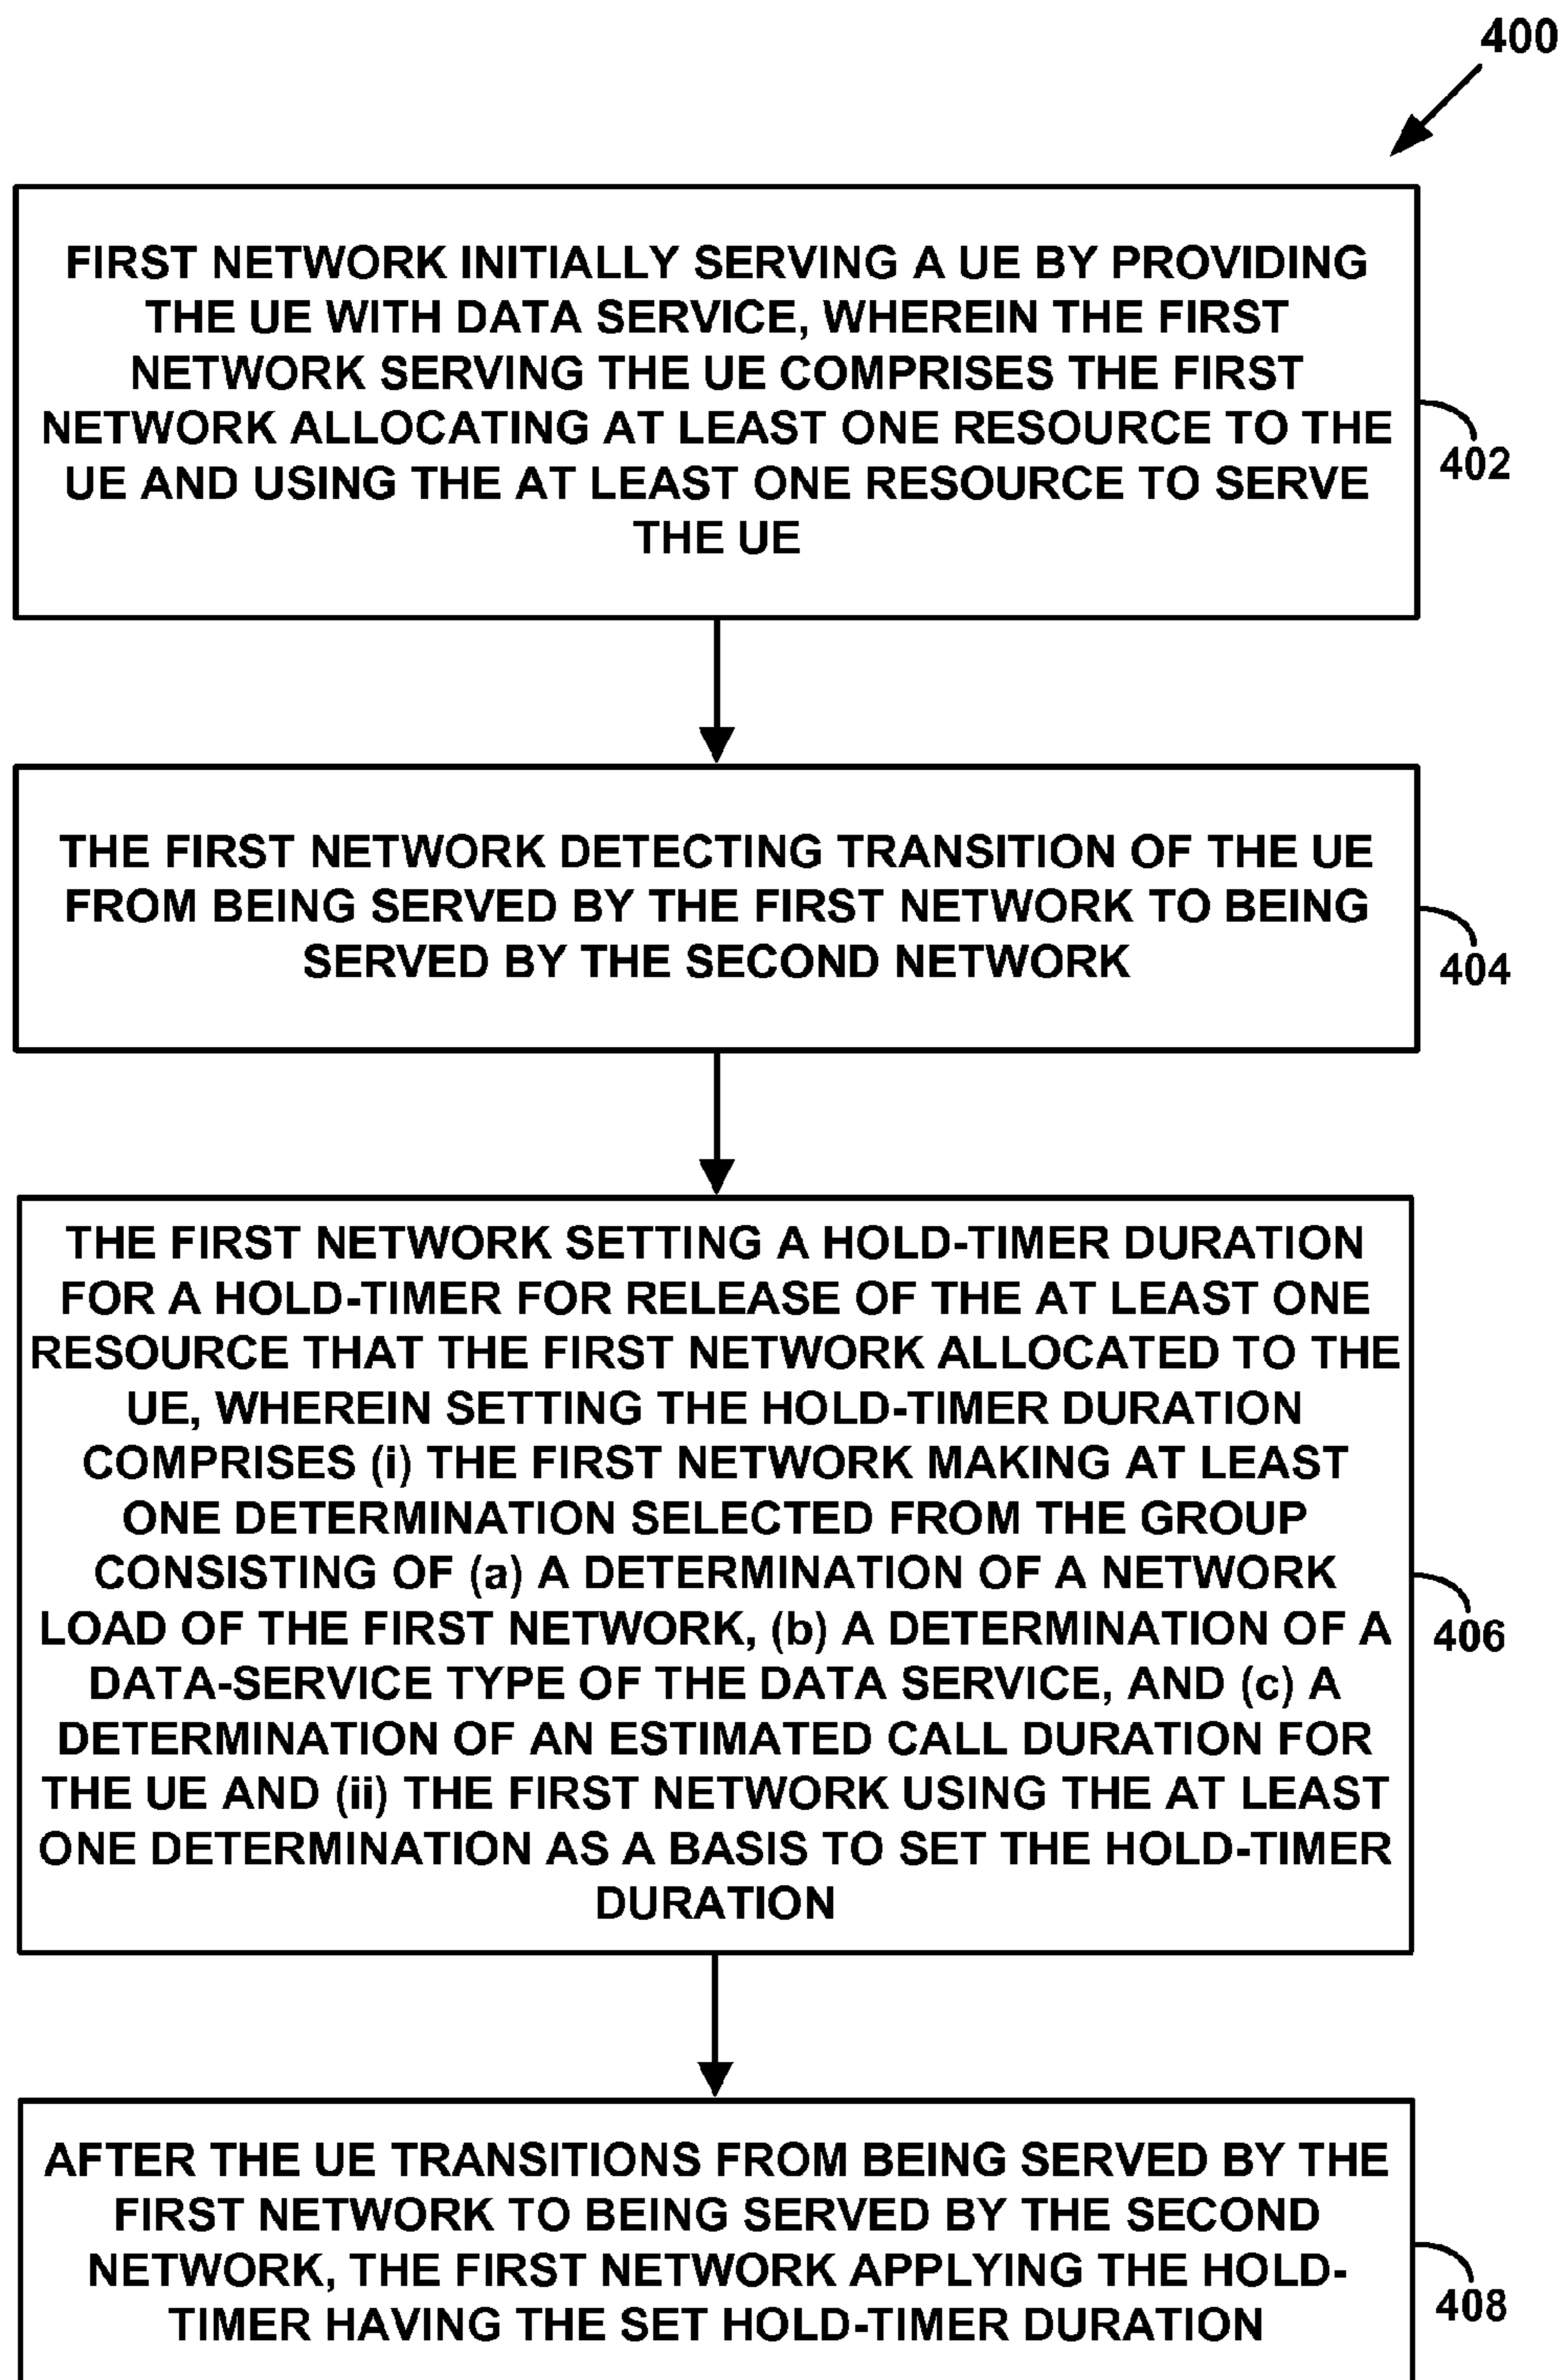 400
FIRST NETWORK INITIALLY SERVING A UE BY PROVIDING
THE UE WITH DATA SERVICE, WHEREIN THE FIRST
NETWORK SERVING THE UE COMPRISES THE FIRST
NETWORK ALLOCATING AT LEAST ONE RESOURCE TO THE
UE AND USING THE AT LEAST ONE RESOURCE TO SERVE
THE UE
402
THE FIRST NETWORK DETECTING TRANSITION OF THE UE
FROM BEING SERVED BY THE FIRST NETWORK TO BEING
SERVED BY THE SECOND NETWORK
404
THE FIRST NETWORK SETTING A HOLD-TIMER DURATION
FOR A HOLD-TIMER FOR RELEASE OF THE AT LEAST ONE
RESOURCE THAT THE FIRST NETWORK ALLOCATED TO THE
UE, WHEREIN SETTING THE HOLD-TIMER DURATION
COMPRISES (i) THE FIRST NETWORK MAKING AT LEAST
ONE DETERMINATION SELECTED FROM THE GROUP
CONSISTING OF (a) A DETERMINATION OF A NETWORK
LOAD OF THE FIRST NETWORK, (b) A DETERMINATION OF A
DATA-SERVICE TYPE OF THE DATA SERVICE, AND (c) A
DETERMINATION OF AN ESTIMATED CALL DURATION FOR
THE UE AND (ii) THE FIRST NETWORK USING THE AT LEAST
ONE DETERMINATION AS A BASIS TO SET THE HOLD-TIMER
DURATION
406
AFTER THE UE TRANSITIONS FROM BEING SERVED BY THE
FIRST NETWORK TO BEING SERVED BY THE SECOND
NETWORK, THE FIRST NETWORK APPLYING THE HOLD-
TIMER HAVING THE SET HOLD-TIMER DURATION
408